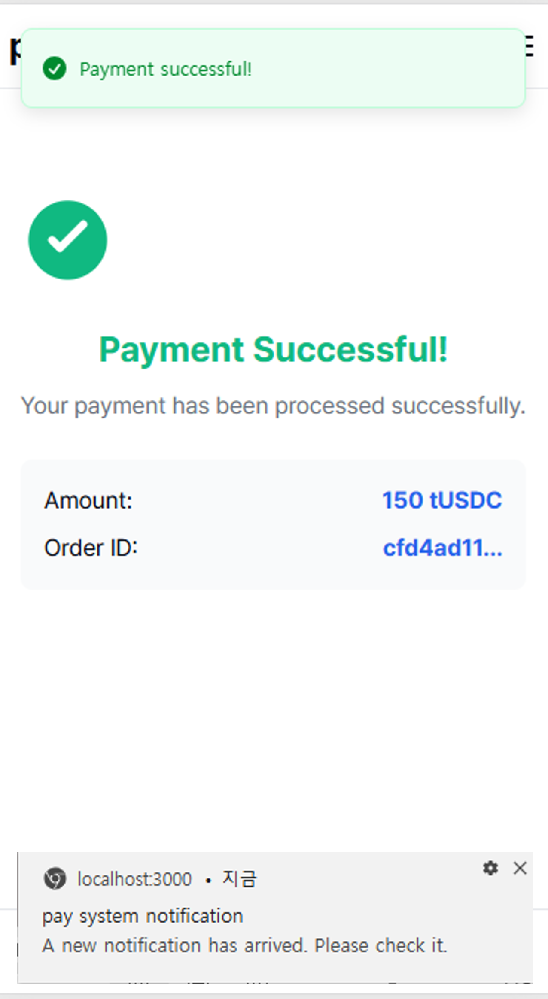 Payment successful!
Payment Successful!
Your payment has been processed successfully.
Amount: 150 tUSDC
Order ID: cfd4ad11...
localhost:3000 • 지금
pay system notification
A new notification has arrived. Please check it.